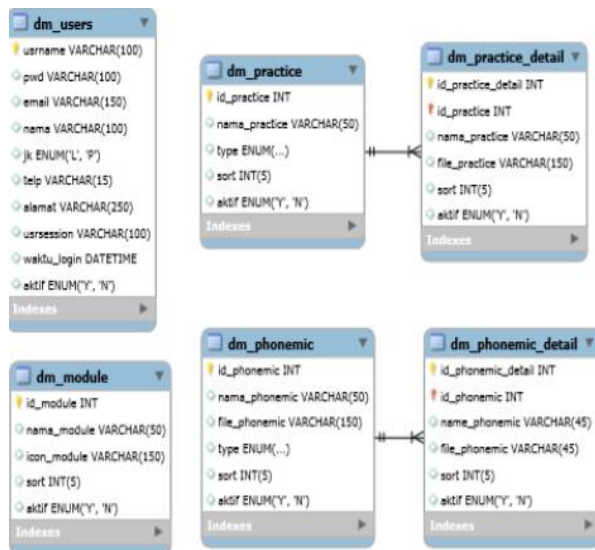 dm_users
usrname VARCHAR(100)
pwd VARCHAR(100)
email VARCHAR(150)
nama VARCHAR(100)
jk ENUM('L', 'P')
telp VARCHAR(15)
alamat VARCHAR(250)
usrsession VARCHAR(100)
waktu_login DATETIME
aktif ENUM('Y', 'N')
Indexes
dm_practice
id_practice INT
nama_practice VARCHAR(50)
type ENUM(...)
sort INT(5)
aktif ENUM('Y', 'N')
Indexes
dm_practice_detail
id_practice_detail INT
id_practice INT
nama_practice VARCHAR(50)
file_practice VARCHAR(150)
sort INT(5)
aktif ENUM('Y', 'N')
Indexes
dm_module
id_module INT
nama_module VARCHAR(50)
icon_module VARCHAR(150)
sort INT(5)
aktif ENUM('Y', 'N')
Indexes
dm_phonemic
id_phonemic INT
nama_phonemic VARCHAR(50)
file_phonemic VARCHAR(150)
type ENUM(...)
sort INT(5)
aktif ENUM('Y', 'N')
Indexes
dm_phonemic_detail
id_phonemic_detail INT
id_phonemic INT
name_phonemic VARCHAR(45)
file_phonemic VARCHAR(45)
sort INT(5)
aktif ENUM('Y', 'N')
Indexes